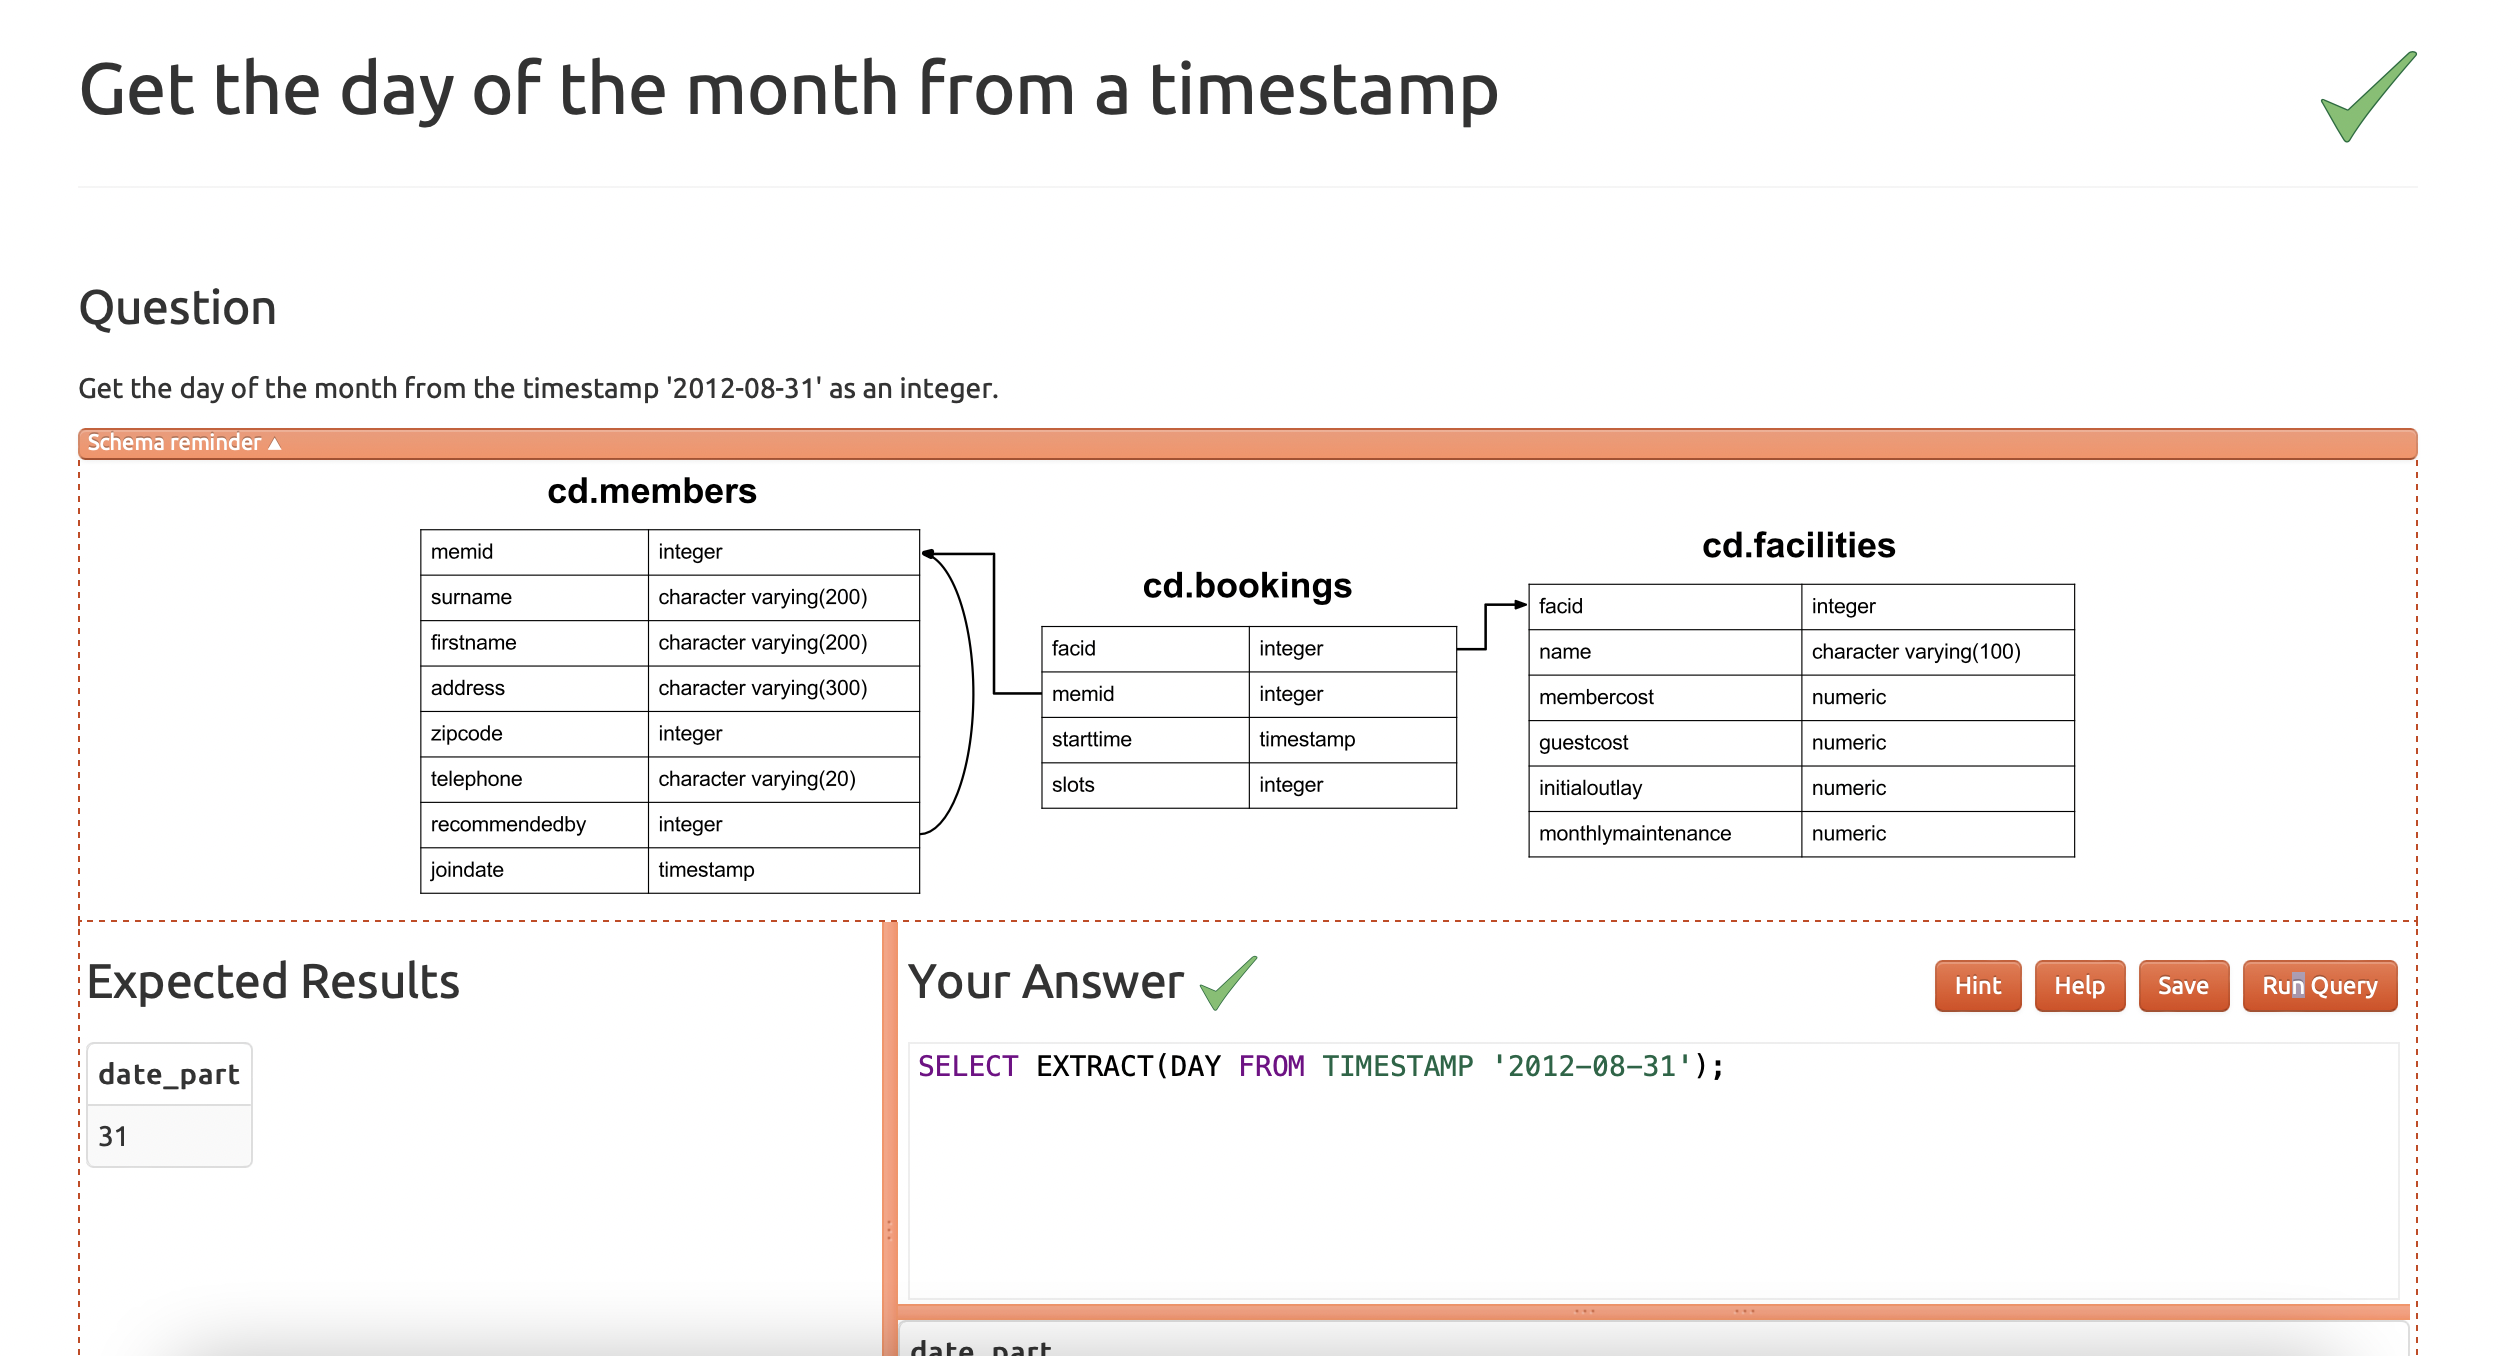 Get the day of the month from a timestamp
Question
Get the day of the month from the timestamp '2012-08-31' as an integer.
Schema reminder ▲
cd.members
memid integer
surname character varying(200)
firstname character varying(200)
address character varying(300)
zipcode integer
telephone character varying(20)
recommendedby integer
joindate timestamp
cd.bookings
facid integer
memid integer
starttime timestamp
slots integer
cd.facilities
facid integer
name character varying(100)
membercost numeric
guestcost numeric
initialoutlay numeric
monthlymaintenance numeric
Expected Results
date_part
31
Your Answer
Hint Help Save Run Query
SELECT EXTRACT(DAY FROM TIMESTAMP '2012-08-31');
date_part